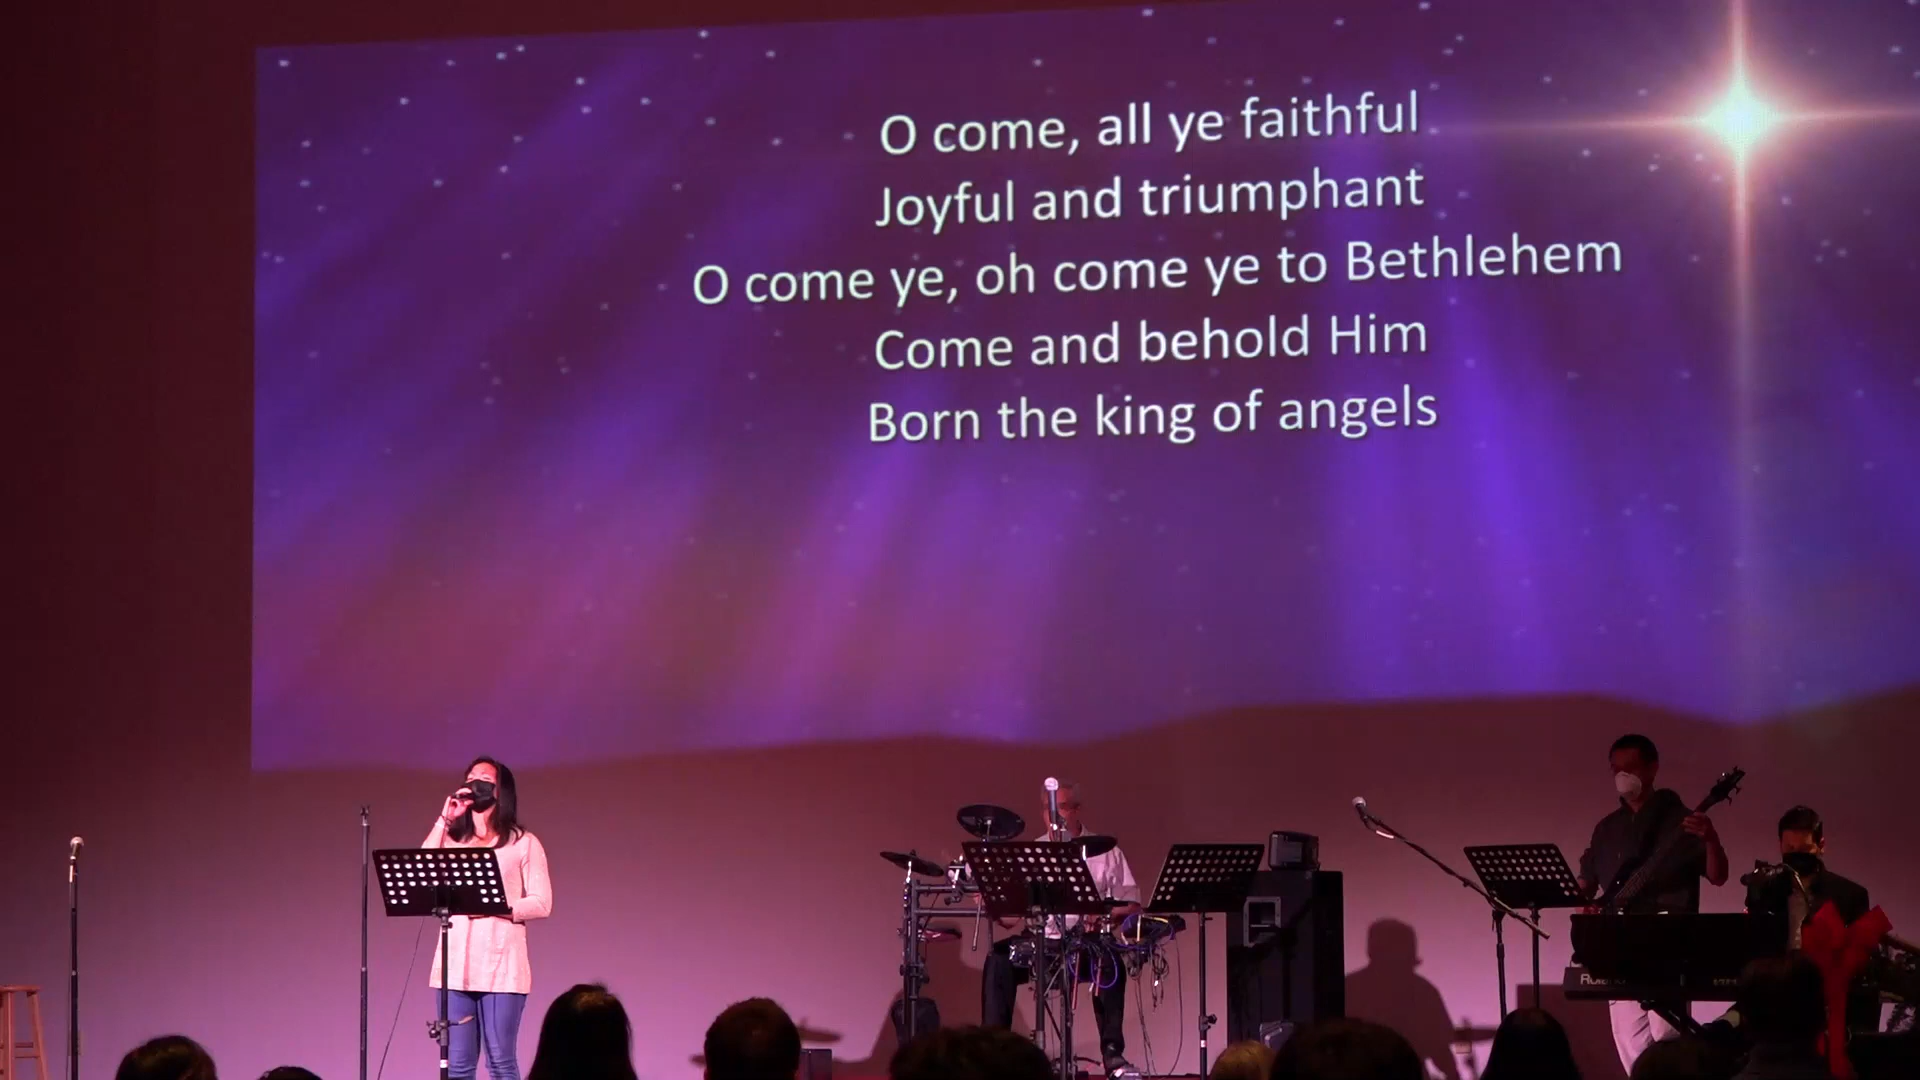 O come, all ye faithful
Joyful and triumphant
O come ye, oh come ye to Bethlehem
Come and behold Him
Born the king of angels
Roland